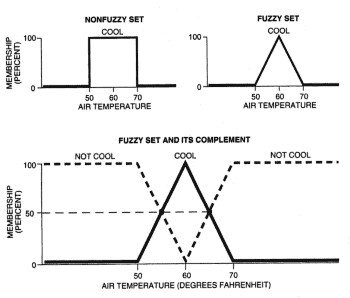 NONFUZZY SET
COOL
100
0
50 60 70
AIR TEMPERATURE
MEMBERSHIP
(PERCENT)
FUZZY SET
COOL
100
0
50 60 70
AIR TEMPERATURE
FUZZY SET AND ITS COMPLEMENT
NOT COOL COOL NOT COOL
100
50
0
50 60 70
AIR TEMPERATURE (DEGREES FAHRENHEIT)
MEMBERSHIP
(PERCENT)